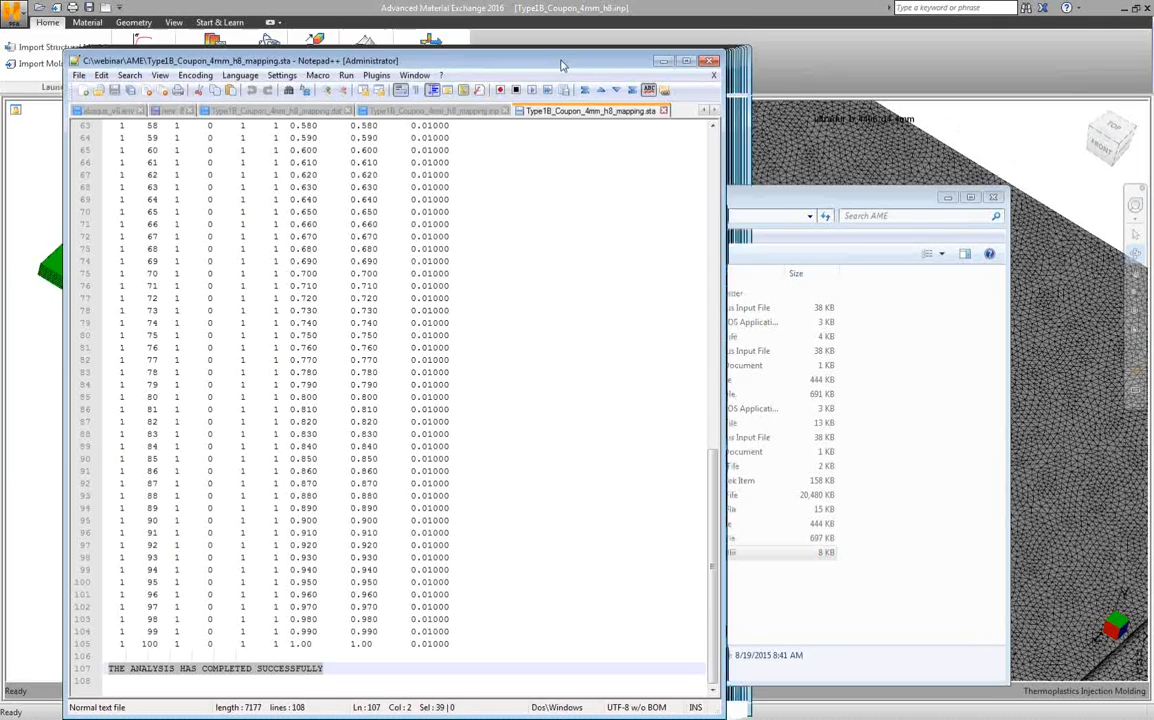 Advanced Material Exchange 2016 [Type1B_Coupon_4mm_h8.inp]
Type a keyword or phrase
Home Material Geometry View Start & Learn
Import Structural
Import Mold
Ready
C:\webinar\AME\Type1B_Coupon_4mm_h8_mapping.sta - Notepad++ [Administrator]
File Edit Search View Encoding Language Settings Macro Run Plugins Window ? X
abaqus_v6.env Type1B_Coupon_4mm_h8_mapping.dat Type1B_Coupon_4mm_h8_mapping.inp Type1B_Coupon_4mm_h8_mapping.sta
63 1 58 1 0 1 1 0.580 0.580 0.01000
64 1 59 1 0 1 1 0.590 0.590 0.01000
65 1 60 1 0 1 1 0.600 0.600 0.01000
66 1 61 1 0 1 1 0.610 0.610 0.01000
67 1 62 1 0 1 1 0.620 0.620 0.01000
68 1 63 1 0 1 1 0.630 0.630 0.01000
69 1 64 1 0 1 1 0.640 0.640 0.01000
70 1 65 1 0 1 1 0.650 0.650 0.01000
71 1 66 1 0 1 1 0.660 0.660 0.01000
72 1 67 1 0 1 1 0.670 0.670 0.01000
73 1 68 1 0 1 1 0.680 0.680 0.01000
74 1 69 1 0 1 1 0.690 0.690 0.01000
75 1 70 1 0 1 1 0.700 0.700 0.01000
76 1 71 1 0 1 1 0.710 0.710 0.01000
77 1 72 1 0 1 1 0.720 0.720 0.01000
78 1 73 1 0 1 1 0.730 0.730 0.01000
79 1 74 1 0 1 1 0.740 0.740 0.01000
80 1 75 1 0 1 1 0.750 0.750 0.01000
81 1 76 1 0 1 1 0.760 0.760 0.01000
82 1 77 1 0 1 1 0.770 0.770 0.01000
83 1 78 1 0 1 1 0.780 0.780 0.01000
84 1 79 1 0 1 1 0.790 0.790 0.01000
85 1 80 1 0 1 1 0.800 0.800 0.01000
86 1 81 1 0 1 1 0.810 0.810 0.01000
87 1 82 1 0 1 1 0.820 0.820 0.01000
88 1 83 1 0 1 1 0.830 0.830 0.01000
89 1 84 1 0 1 1 0.840 0.840 0.01000
90 1 85 1 0 1 1 0.850 0.850 0.01000
91 1 86 1 0 1 1 0.860 0.860 0.01000
92 1 87 1 0 1 1 0.870 0.870 0.01000
93 1 88 1 0 1 1 0.880 0.880 0.01000
94 1 89 1 0 1 1 0.890 0.890 0.01000
95 1 90 1 0 1 1 0.900 0.900 0.01000
96 1 91 1 0 1 1 0.910 0.910 0.01000
97 1 92 1 0 1 1 0.920 0.920 0.01000
98 1 93 1 0 1 1 0.930 0.930 0.01000
99 1 94 1 0 1 1 0.940 0.940 0.01000
100 1 95 1 0 1 1 0.950 0.950 0.01000
101 1 96 1 0 1 1 0.960 0.960 0.01000
102 1 97 1 0 1 1 0.970 0.970 0.01000
103 1 98 1 0 1 1 0.980 0.980 0.01000
104 1 99 1 0 1 1 0.990 0.990 0.01000
105 1 100 1 0 1 1 1.00 1.00 0.01000
106
107 THE ANALYSIS HAS COMPLETED SUCCESSFULLY
108
Normal text file length : 7177 lines : 108 Ln : 107 Col : 2 Sel : 39 | 0 Dos\Windows UTF-8 w/o BOM INS
TOP
FRONT
Search AME
Size
us Input File 38 KB
OS Applicati... 3 KB
4 KB
us Input File 38 KB
Document 1 KB
444 KB
691 KB
OS Applicati... 3 KB
File 13 KB
us Input File 38 KB
Document 1 KB
File 2 KB
ok Item 158 KB
File 20,480 KB
15 KB
444 KB
697 KB
8 KB
8/19/2015 8:41 AM
Thermoplastics Injection Molding
Ready